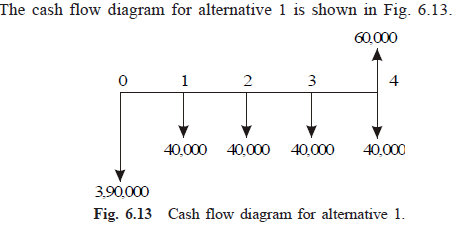 The cash flow diagram for alternative 1 is shown in Fig. 6.13.
60,000
0 1 2 3 4
40,000 40,000 40,000 40,000
3,90,000
Fig. 6.13 Cash flow diagram for alternative 1.